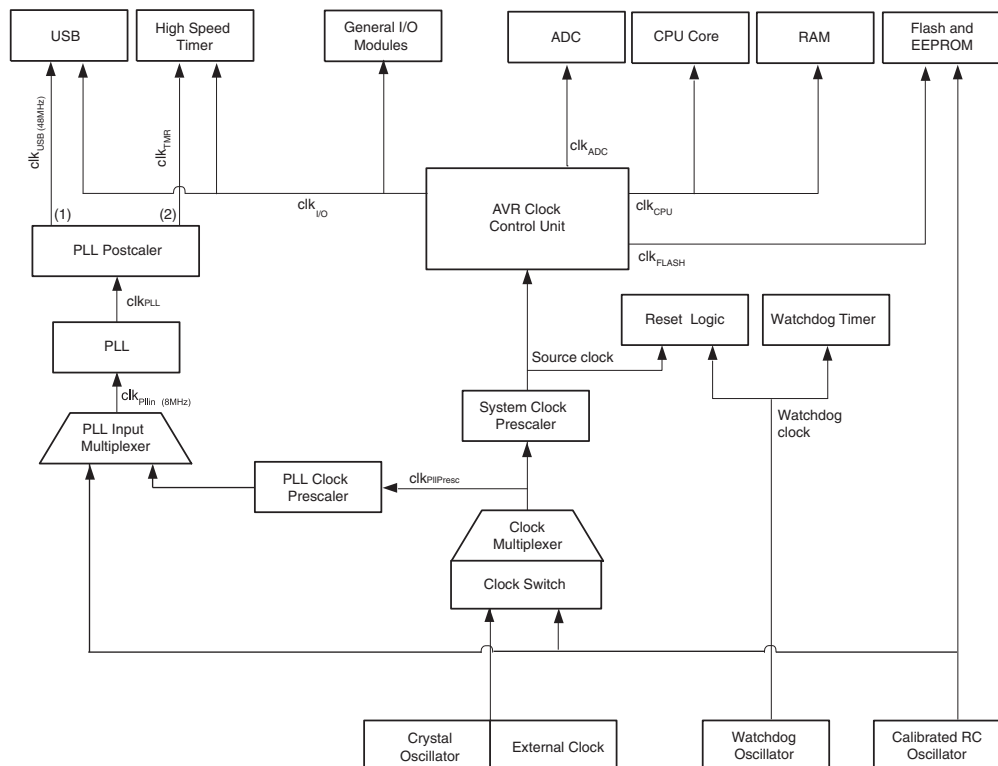 USB
High Speed
Timer
General I/O
Modules
ADC
CPU Core
RAM
Flash and
EEPROM
clkUSB (48MHz)
clkTMR
clkADC
(1)
(2)
clkI/O
AVR Clock
Control Unit
clkCPU
clkFLASH
PLL Postcaler
clkPLL
PLL
Reset Logic
Watchdog Timer
Source clock
clkPllin (8MHz)
System Clock
Prescaler
Watchdog
clock
PLL Input
Multiplexer
PLL Clock
Prescaler
clkPllPresc
Clock
Multiplexer
Clock Switch
Crystal
Oscillator
External Clock
Watchdog
Oscillator
Calibrated RC
Oscillator